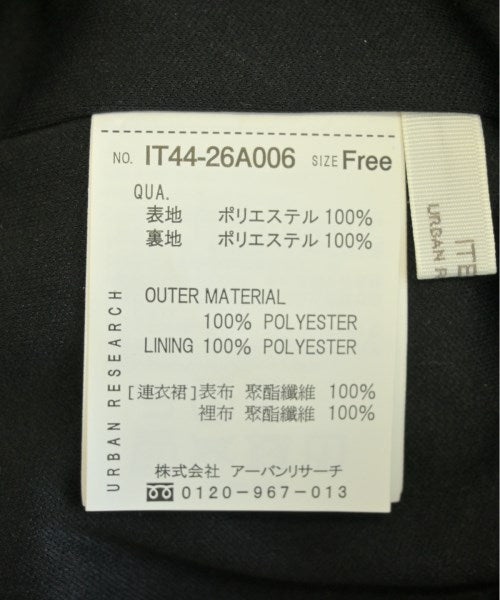 NO. IT44-26A006 SIZE Free
QUA.
表地 ポリエステル 100%
裏地 ポリエステル 100%
OUTER MATERIAL
100% POLYESTER
LINING 100% POLYESTER
[連衣裙]表布 聚酯纖維 100%
裡布 聚酯纖維 100%
株式会社 アーバンリサーチ
0120-967-013
URBAN RESEARCH
ITE
URBAN R